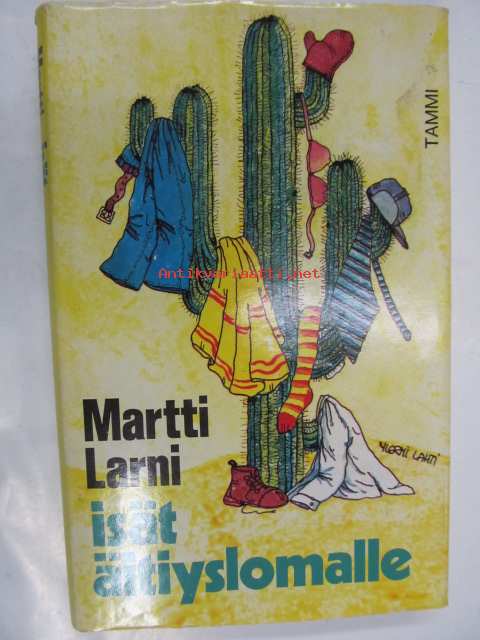 TAMMI
Antikvariaatti.net
Martti
Larni
isät
äitiyslomalle